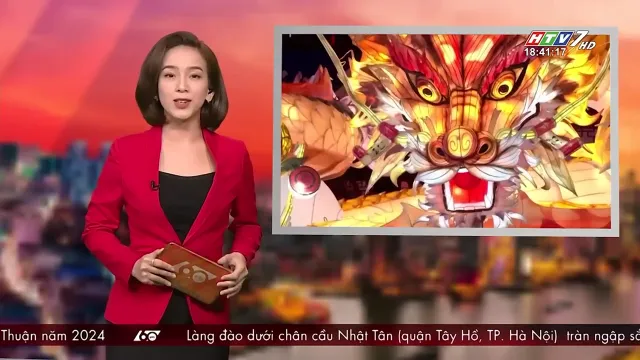 HTV7 HD
18:41:17
Thuận năm 2024 60 Làng đào dưới chân cầu Nhật Tân (quận Tây Hồ, TP. Hà Nội) tràn ngập